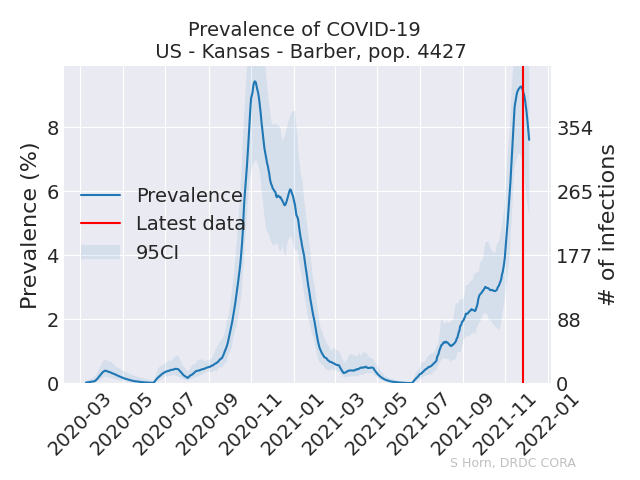 Prevalence of COVID-19
US - Kansas - Barber, pop. 4427
Prevalence (%)
0
2
4
6
8
# of infections
0
88
177
265
354
Prevalence
Latest data
95CI
2020-03
2020-05
2020-07
2020-09
2020-11
2021-01
2021-03
2021-05
2021-07
2021-09
2021-11
2022-01
S Horn, DRDC CORA